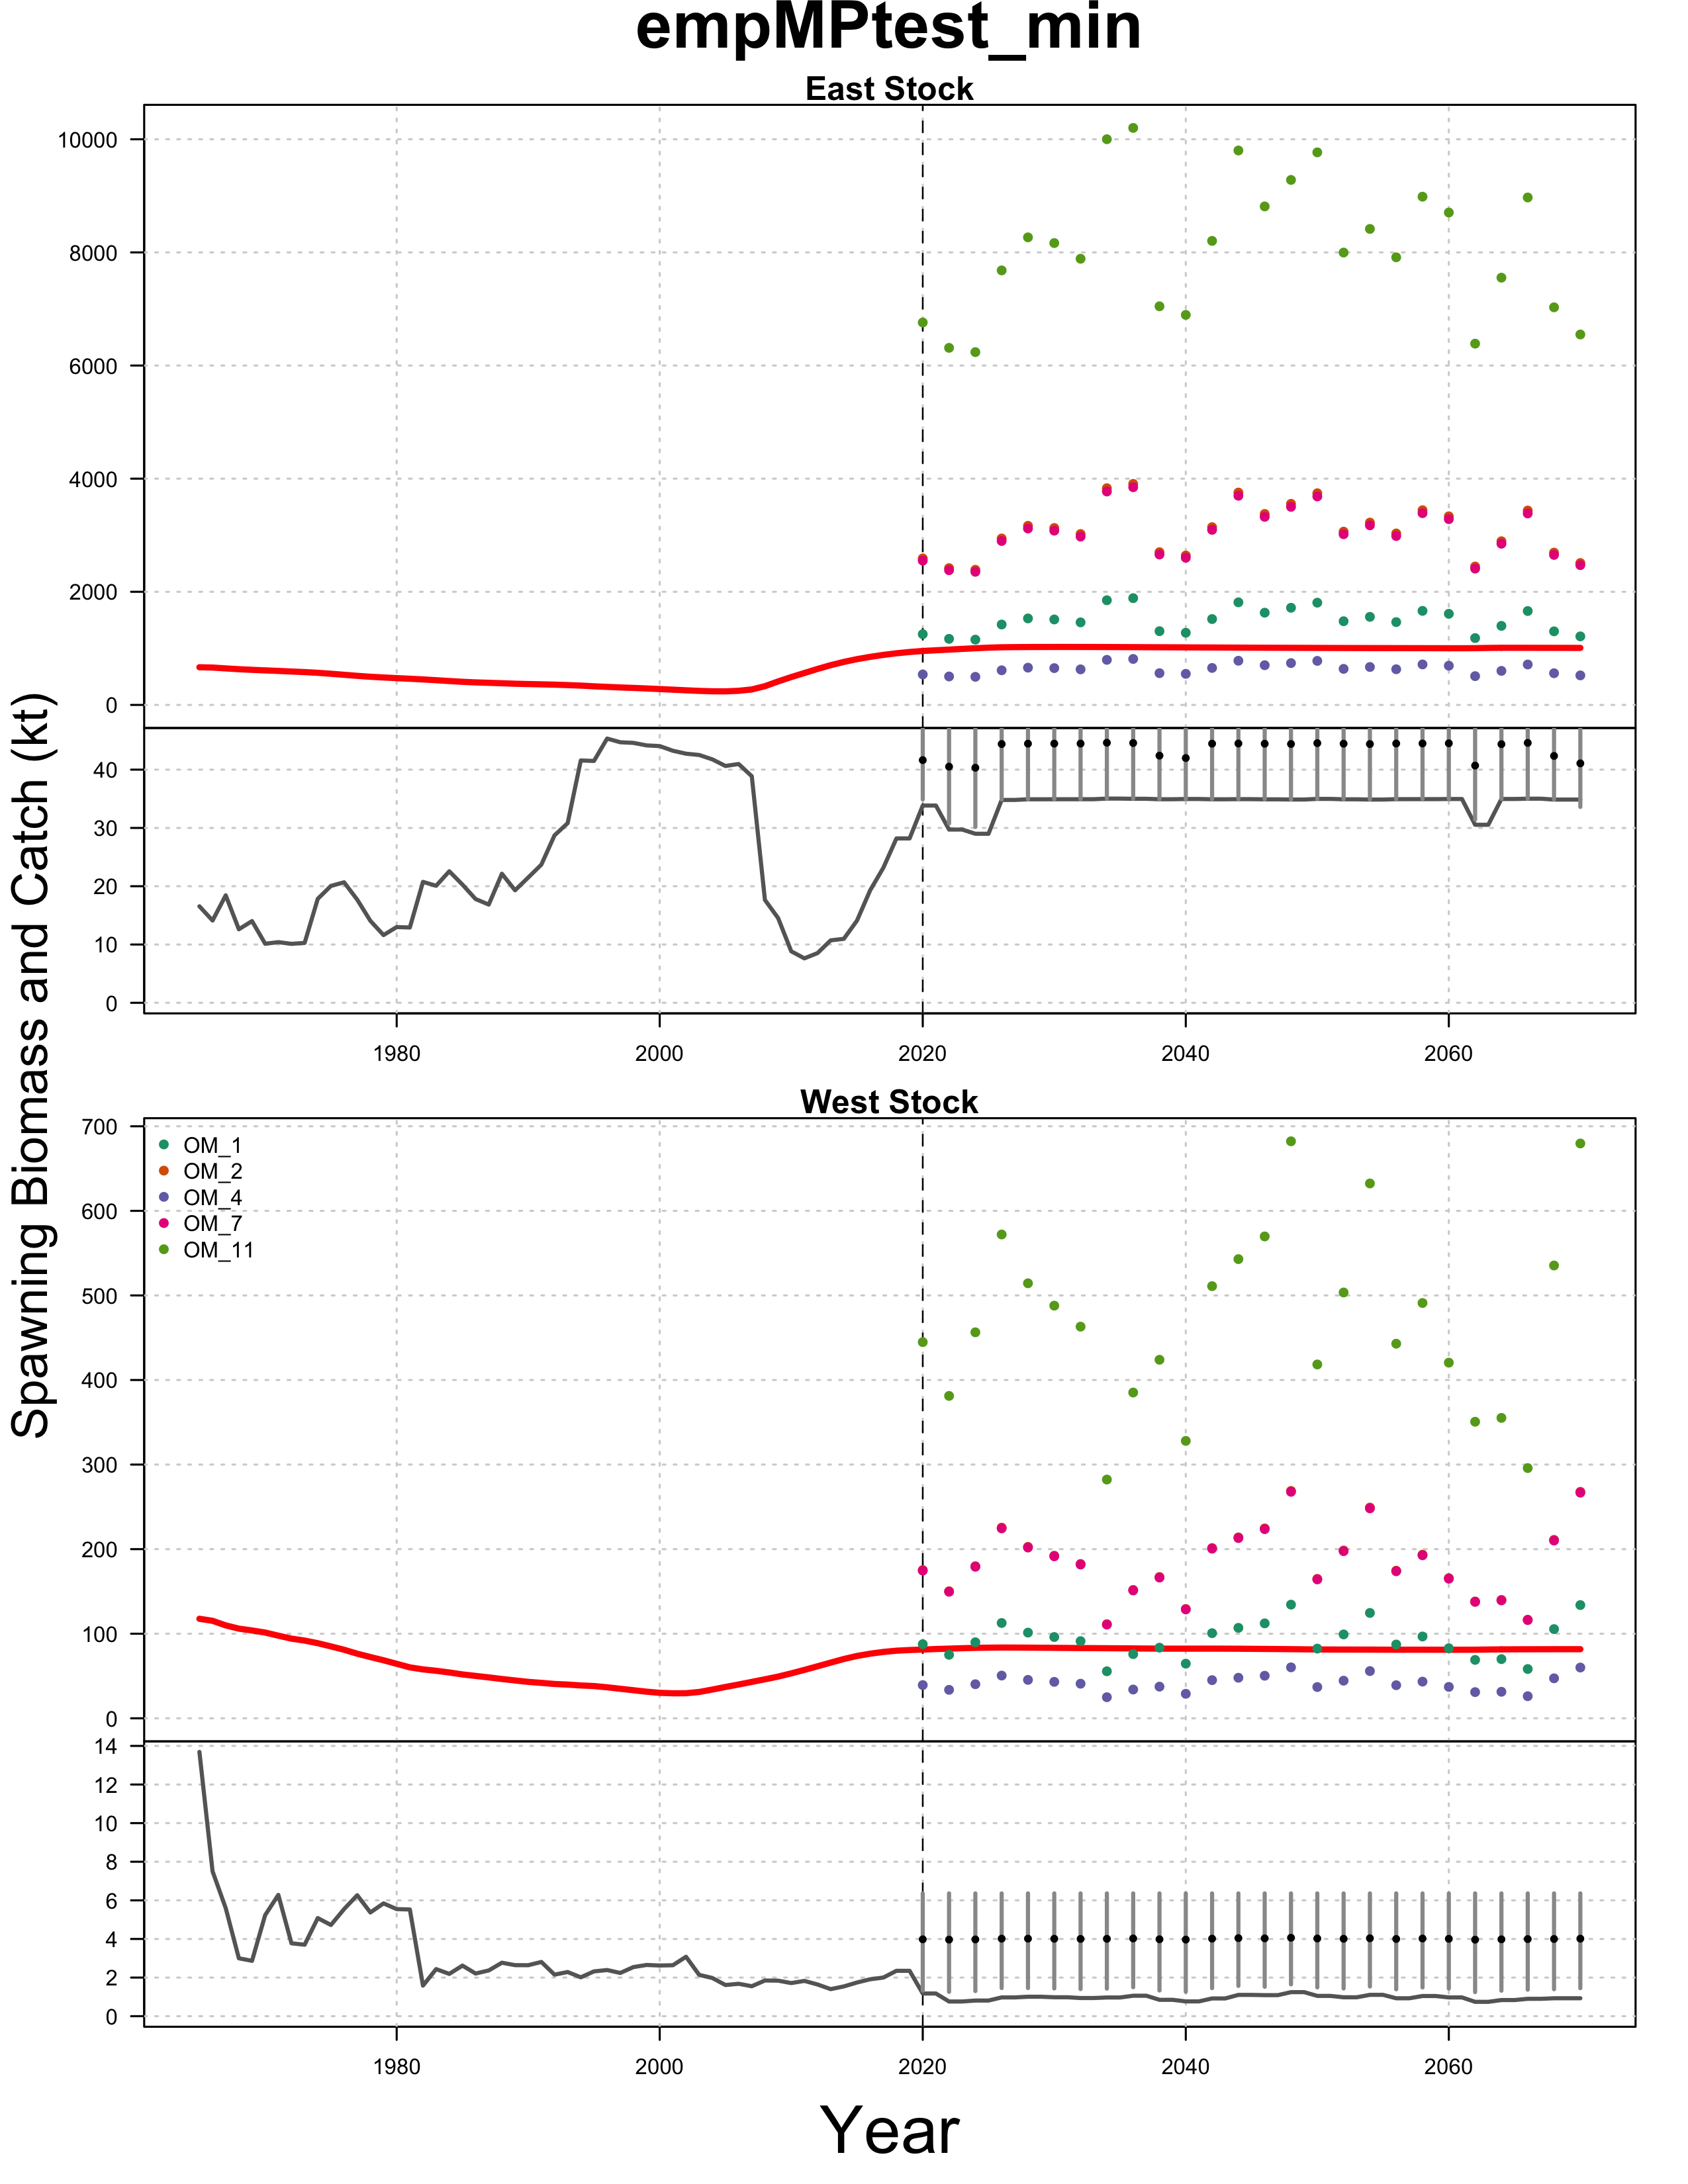 empMPtest_min
East Stock
10000
8000
6000
4000
2000
0
40
30
20
10
0
1980 2000 2020 2040 2060
Spawning Biomass and Catch (kt)
West Stock
700
600
500
400
300
200
100
0
OM_1
OM_2
OM_4
OM_7
OM_11
14
12
10
8
6
4
2
0
1980 2000 2020 2040 2060
Year